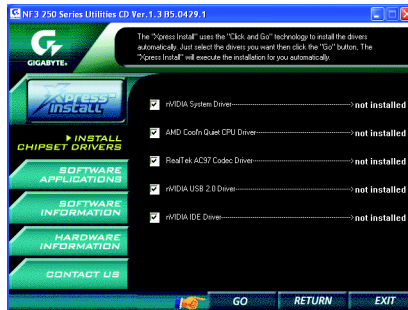 NF3 250 Series Utilities CD Ver.1.3 B5.0429.1
GIGABYTE
The "Xpress Install" uses the "Click and Go" technology to install the drivers
automatically. Just select the drivers you want then click the "Go" button, The
"Xpress Install" will execute the installation for you automatically.
Xpress
INSTALL
INSTALL
CHIPSET DRIVERS
SOFTWARE
APPLICATIONS
SOFTWARE
INFORMATION
HARDWARE
INFORMATION
CONTACT US
nVIDIA System Driver not installed
AMD Cool'n Quiet CPU Driver not installed
RealTek AC97 Codec Driver not installed
nVIDIA USB 2.0 Driver not installed
nVIDIA IDE Driver not installed
GO RETURN EXIT